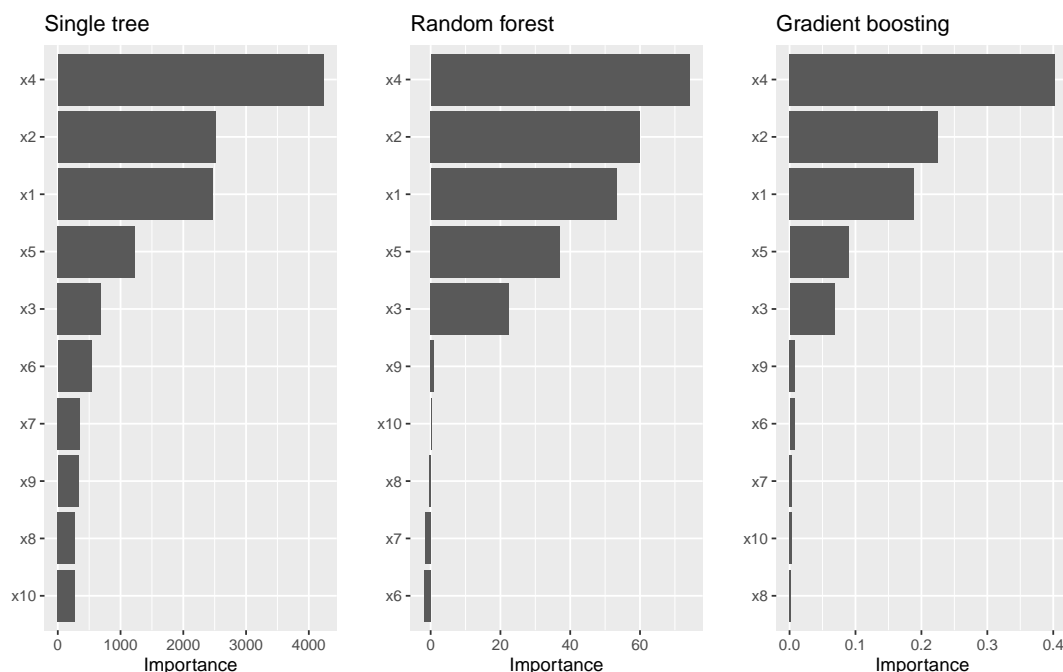 Single tree
x4
x2
x1
x5
x3
x6
x7
x9
x8
x10
0 1000 2000 3000 4000
Importance
Random forest
x4
x2
x1
x5
x3
x9
x10
x8
x7
x6
0 20 40 60
Importance
Gradient boosting
x4
x2
x1
x5
x3
x9
x6
x7
x10
x8
0.0 0.1 0.2 0.3 0.4
Importance